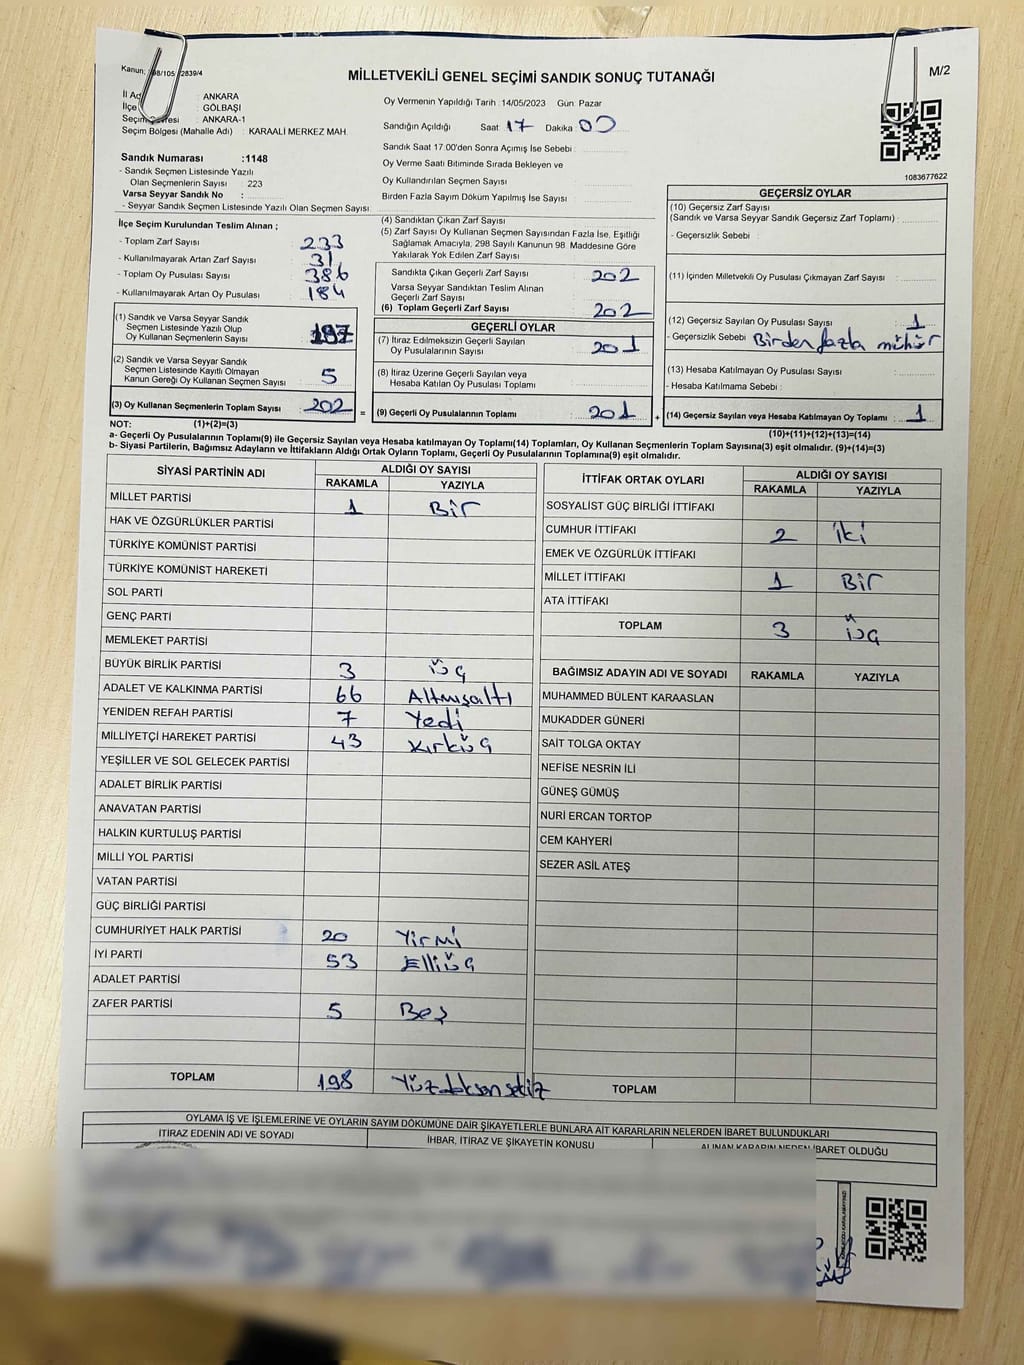 Kanun; 98/105 2839/4
MİLLETVEKİLİ GENEL SEÇİMİ SANDIK SONUÇ TUTANAĞI
M/2
İl Ad : ANKARA
İlçe : GÖLBAŞI
Seçim Çevresi : ANKARA-1
Seçim Bölgesi (Mahalle Adı) : KARAALİ MERKEZ MAH.
Oy Vermenin Yapıldığı Tarih :14/05/2023 Gün: Pazar
Sandığın Açıldığı Saat: 17 Dakika: 00
Sandık Saat 17.00'den Sonra Açımış İse Sebebi :
Oy Verme Saati Bitiminde Sırada Bekleyen ve
Oy Kullandırılan Seçmen Sayısı
Birden Fazla Sayım Döküm Yapılmış İse Sayısı :
1083677622
Sandık Numarası :1148
- Sandık Seçmen Listesinde Yazılı
Olan Seçmenlerin Sayısı : 223
Varsa Seyyar Sandık No :
- Seyyar Sandık Seçmen Listesinde Yazılı Olan Seçmen Sayısı:
İlçe Seçim Kurulundan Teslim Alınan ;
- Toplam Zarf Sayısı : 233
- Kullanılmayarak Artan Zarf Sayısı : 31
- Toplam Oy Pusulası Sayısı : 386
- Kullanılmayarak Artan Oy Pusulası : 184
(1) Sandık ve Varsa Seyyar Sandık
Seçmen Listesinde Yazılı Olup
Oy Kullanan Seçmenlerin Sayısı : 197
(2) Sandık ve Varsa Seyyar Sandık
Seçmen Listesinde Kayıtlı Olmayan
Kanun Gereği Oy Kullanan Seçmen Sayısı : 5
(3) Oy Kullanan Seçmenlerin Toplam Sayısı : 202
(4) Sandıktan Çıkan Zarf Sayısı :
(5) Zarf Sayısı Oy Kullanan Seçmen Sayısından Fazla İse, Eşitliği
Sağlamak Amacıyla, 298 Sayılı Kanunun 98. Maddesine Göre
Yakılarak Yok Edilen Zarf Sayısı :
Sandıkta Çıkan Geçerli Zarf Sayısı : 202
Varsa Seyyar Sandıktan Teslim Alınan
Geçerli Zarf Sayısı :
(6) Toplam Geçerli Zarf Sayısı : 202
GEÇERLİ OYLAR
(7) İtiraz Edilmeksizin Geçerli Sayılan
Oy Pusulalarının Sayısı : 201
(8) İtiraz Üzerine Geçerli Sayılan veya
Hesaba Katılan Oy Pusulası Toplamı :
= (9) Geçerli Oy Pusulalarının Toplamı : 201 +
GEÇERSİZ OYLAR
(10) Geçersiz Zarf Sayısı
(Sandık ve Varsa Seyyar Sandık Geçersiz Zarf Toplamı) :
- Geçersizlik Sebebi :
(11) İçinden Milletvekili Oy Pusulası Çıkmayan Zarf Sayısı :
(12) Geçersiz Sayılan Oy Pusulası Sayısı : 1
- Geçersizlik Sebebi : Birden fazla mühür
(13) Hesaba Katılmayan Oy Pusulası Sayısı :
- Hesaba Katılmama Sebebi :
(14) Geçersiz Sayılan veya Hesaba Katılmayan Oy Toplamı : 1
NOT: (1)+(2)=(3)
(10)+(11)+(12)+(13)=(14)
a- Geçerli Oy Pusulalarının Toplamı(9) ile Geçersiz Sayılan veya Hesaba katılmayan Oy Toplamı(14) Toplamları, Oy Kullanan Seçmenlerin Toplam Sayısına(3) eşit olmalıdır. (9)+(14)=(3)
b- Siyasi Partilerin, Bağımsız Adayların ve İttifakların Aldığı Ortak Oyların Toplamı, Geçerli Oy Pusulalarının Toplamına(9) eşit olmalıdır.
SİYASİ PARTİNİN ADI ALDIĞI OY SAYISI
RAKAMLA YAZIYLA
MİLLET PARTİSİ 1 Bir
HAK VE ÖZGÜRLÜKLER PARTİSİ
TÜRKİYE KOMÜNİST PARTİSİ
TÜRKİYE KOMÜNİST HAREKETİ
SOL PARTİ
GENÇ PARTİ
MEMLEKET PARTİSİ
BÜYÜK BİRLİK PARTİSİ 3 Üç
ADALET VE KALKINMA PARTİSİ 66 Altmışaltı
YENİDEN REFAH PARTİSİ 7 Yedi
MİLLİYETÇİ HAREKET PARTİSİ 43 Kırküç
YEŞİLLER VE SOL GELECEK PARTİSİ
ADALET BİRLİK PARTİSİ
ANAVATAN PARTİSİ
HALKIN KURTULUŞ PARTİSİ
MİLLİ YOL PARTİSİ
VATAN PARTİSİ
GÜÇ BİRLİĞİ PARTİSİ
CUMHURİYET HALK PARTİSİ 20 Yirmi
İYİ PARTİ 53 Elliüç
ADALET PARTİSİ
ZAFER PARTİSİ 5 Beş
TOPLAM 198 Yüzdoksansekiz
İTTİFAK ORTAK OYLARI ALDIĞI OY SAYISI
RAKAMLA YAZIYLA
SOSYALİST GÜÇ BİRLİĞİ İTTİFAKI
CUMHUR İTTİFAKI 2 İki
EMEK VE ÖZGÜRLÜK İTTİFAKI
MİLLET İTTİFAKI 1 Bir
ATA İTTİFAKI
TOPLAM 3 Üç
BAĞIMSIZ ADAYIN ADI VE SOYADI RAKAMLA YAZIYLA
MUHAMMED BÜLENT KARAASLAN
MUKADDER GÜNERİ
SAİT TOLGA OKTAY
NEFİSE NESRİN İLİ
GÜNEŞ GÜMÜŞ
NURİ ERCAN TORTOP
CEM KAHYERİ
SEZER ASİL ATEŞ
TOPLAM
OYLAMA İŞ VE İŞLEMLERİNE VE OYLARIN SAYIM DÖKÜMÜNE DAİR ŞİKAYETLERLE BUNLARA AİT KARARLARIN NELERDEN İBARET BULUNDUKLARI
İTİRAZ EDENİN ADI VE SOYADI İHBAR, İTİRAZ VE ŞİKAYETİN KONUSU ALINAN KARARIN NEDEN İBARET OLDUĞU